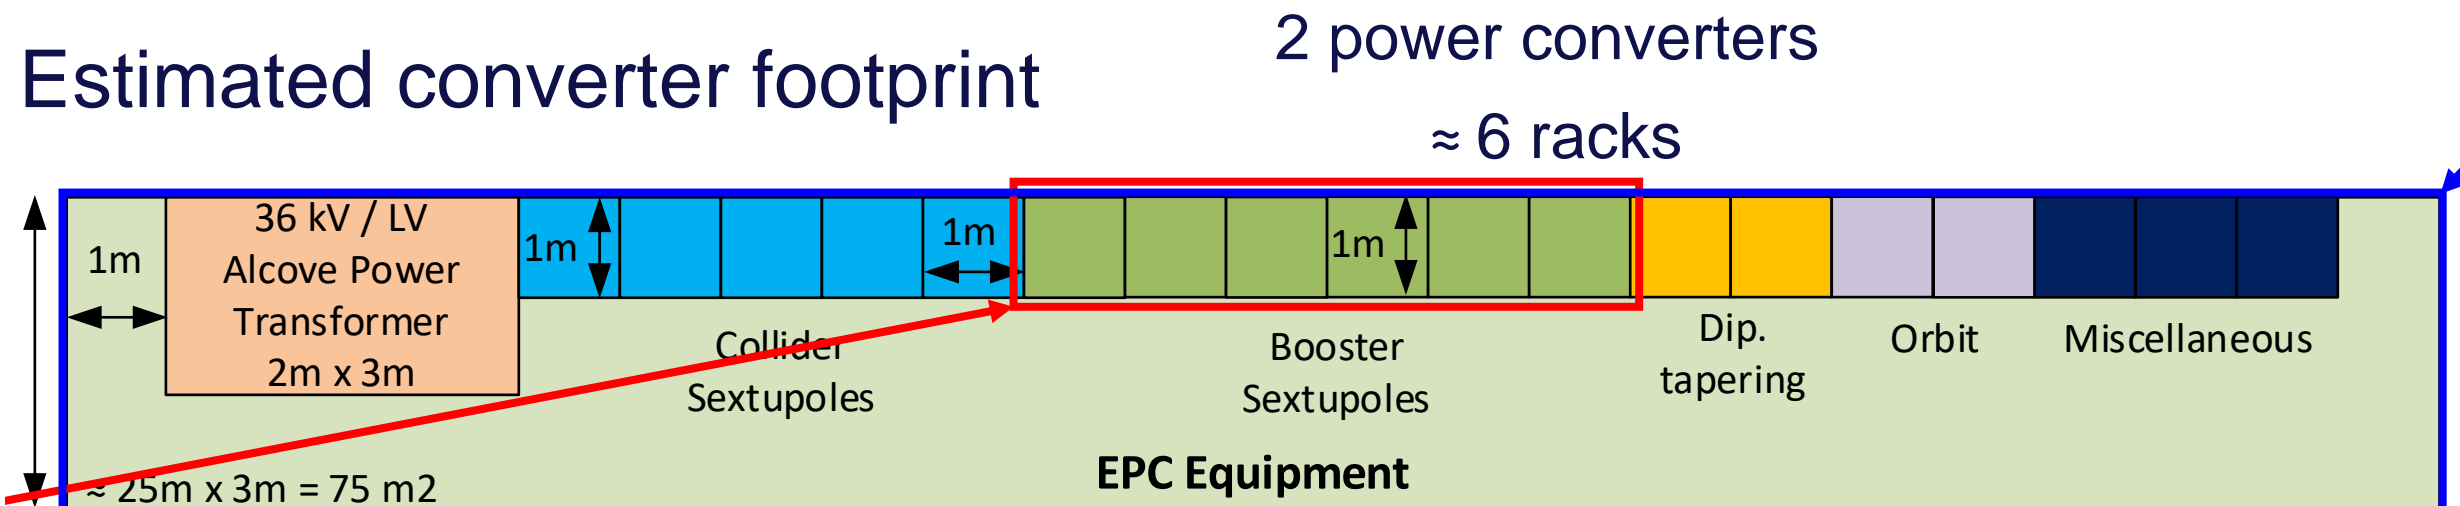 Estimated converter footprint
2 power converters
≈ 6 racks
1m
36 kV / LV
Alcove Power
Transformer
2m x 3m
1m
1m
1m
Collider
Sextupoles
Booster
Sextupoles
Dip.
tapering
Orbit
Miscellaneous
EPC Equipment
≈ 25m x 3m = 75 m2